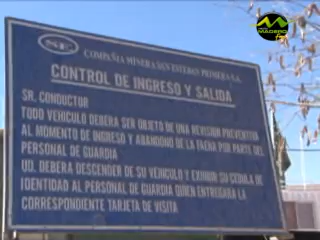 MADERO
SE
COMPAÑIA MINERA SAN ESTEBAN PRIMERA S.A.
CONTROL DE INGRESO Y SALIDA
SR. CONDUCTOR
TODO VEHICULO DEBERA SER OBJETO DE UNA REVISION PREVENTIVA
AL MOMENTO DE INGRESO Y ABANDONO DE LA FAENA POR PARTE DEL
PERSONAL DE GUARDIA
UD. DEBERA DESCENDER DE SU VEHICULO Y EXHIBIR SU CEDULA DE
IDENTIDAD AL PERSONAL DE GUARDIA QUIEN ENTREGARA LA
CORRESPONDIENTE TARJETA DE VISITA